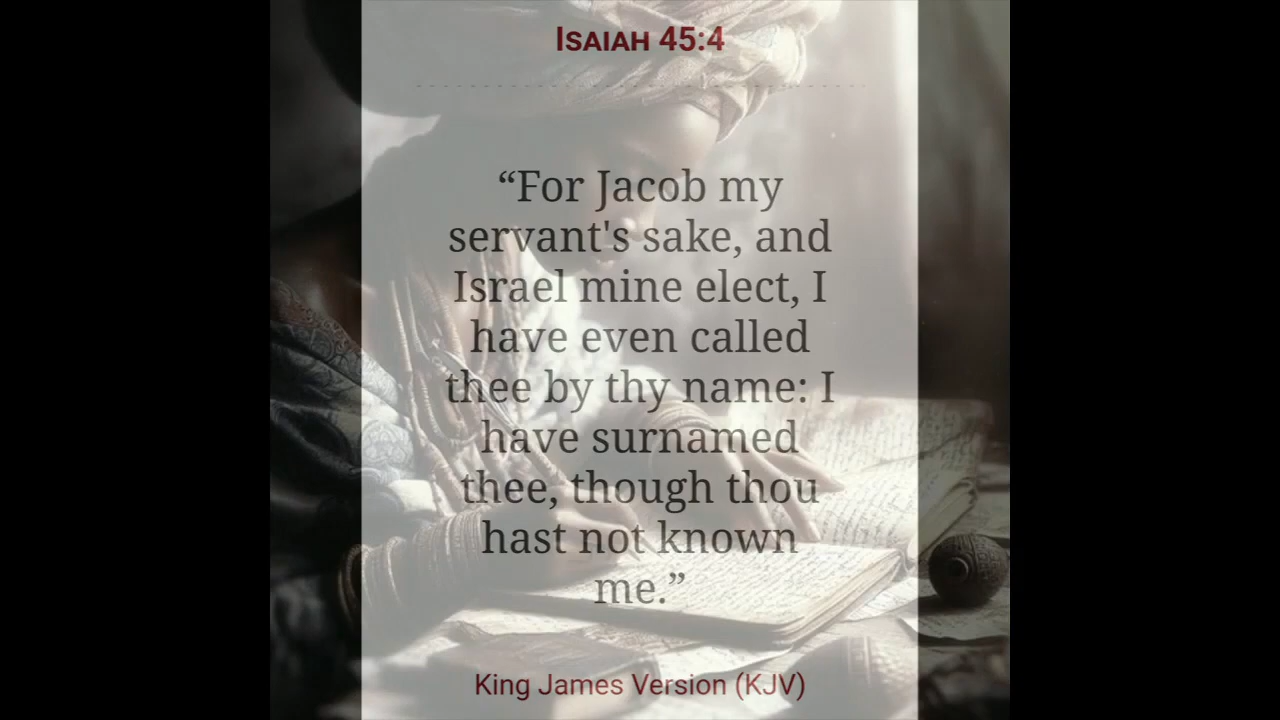 Isaiah 45:4
“For Jacob my
servant's sake, and
Israel mine elect, I
have even called
thee by thy name: I
have surnamed
thee, though thou
hast not known
me.”
King James Version (KJV)